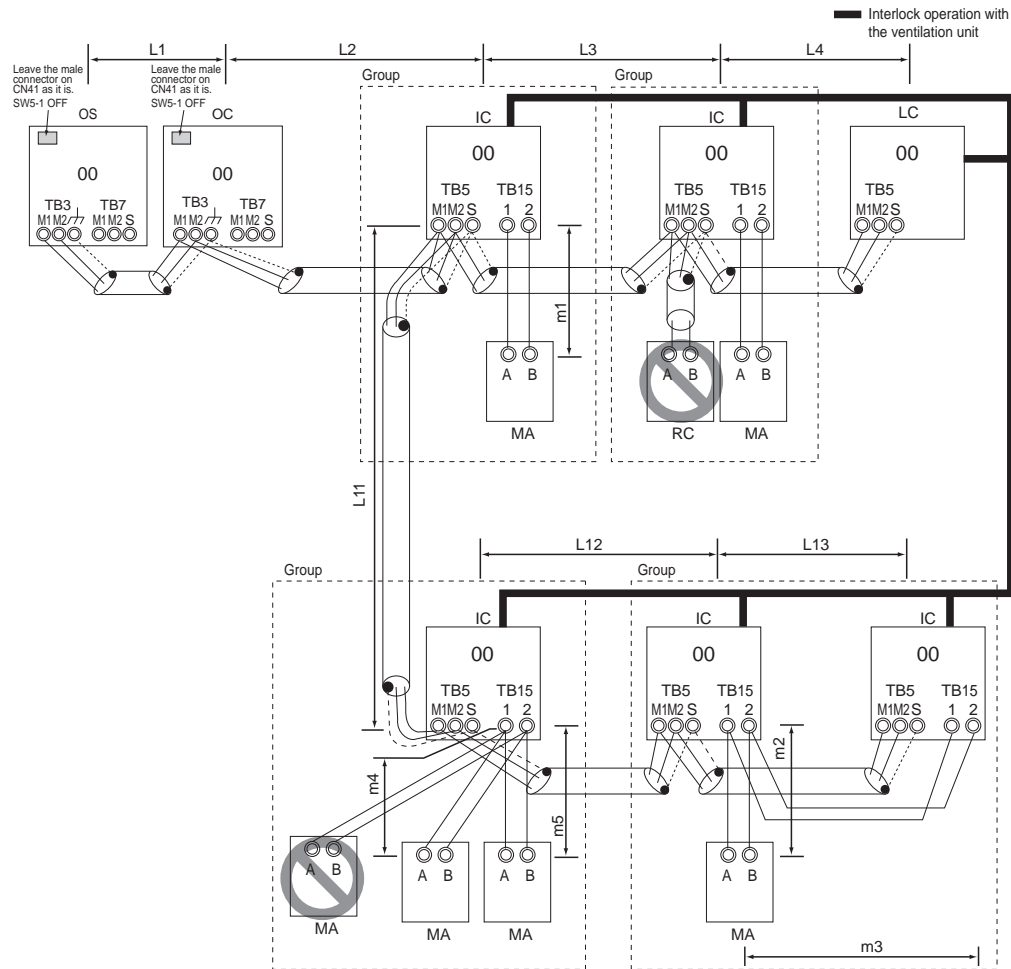 Interlock operation with
the ventilation unit
L1 L2 L3 L4
Leave the male
connector on
CN41 as it is.
SW5-1 OFF
Leave the male
connector on
CN41 as it is.
SW5-1 OFF
Group
Group
OS OC IC IC LC
00 00 00 00 00
TB3 TB7 TB3 TB7 TB5 TB15 TB5 TB15 TB5
M1 M2 M1 M2 S M1 M2 M1 M2 S M1 M2 S 1 2 M1 M2 S 1 2 M1 M2 S
m1
A B A B A B
MA RC MA
L11
L12 L13
Group
Group
IC IC IC
00 00 00
TB5 TB15 TB5 TB15 TB5 TB15
M1 M2 S 1 2 M1 M2 S 1 2 M1 M2 S 1 2
m4 m5 m2
A B A B A B A B
MA MA MA MA
m3